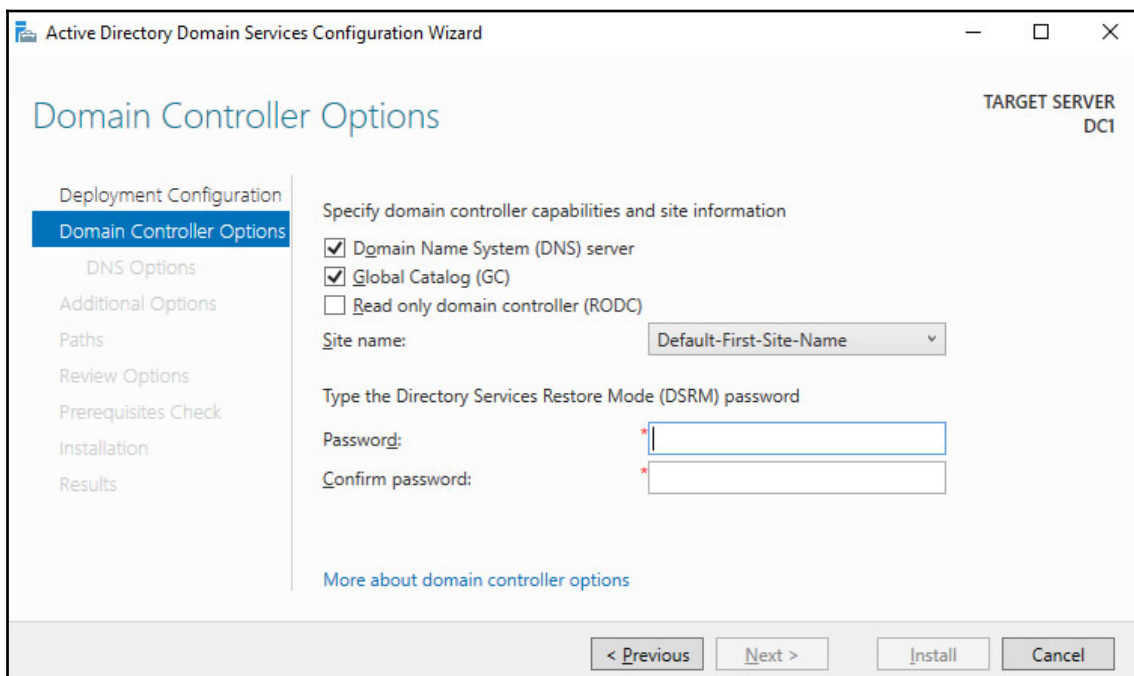 Active Directory Domain Services Configuration Wizard
Domain Controller Options
TARGET SERVER
DC1
Deployment Configuration
Domain Controller Options
DNS Options
Additional Options
Paths
Review Options
Prerequisites Check
Installation
Results
Specify domain controller capabilities and site information
Domain Name System (DNS) server
Global Catalog (GC)
Read only domain controller (RODC)
Site name: Default-First-Site-Name
Type the Directory Services Restore Mode (DSRM) password
Password: *
Confirm password: *
More about domain controller options
< Previous Next > Install Cancel